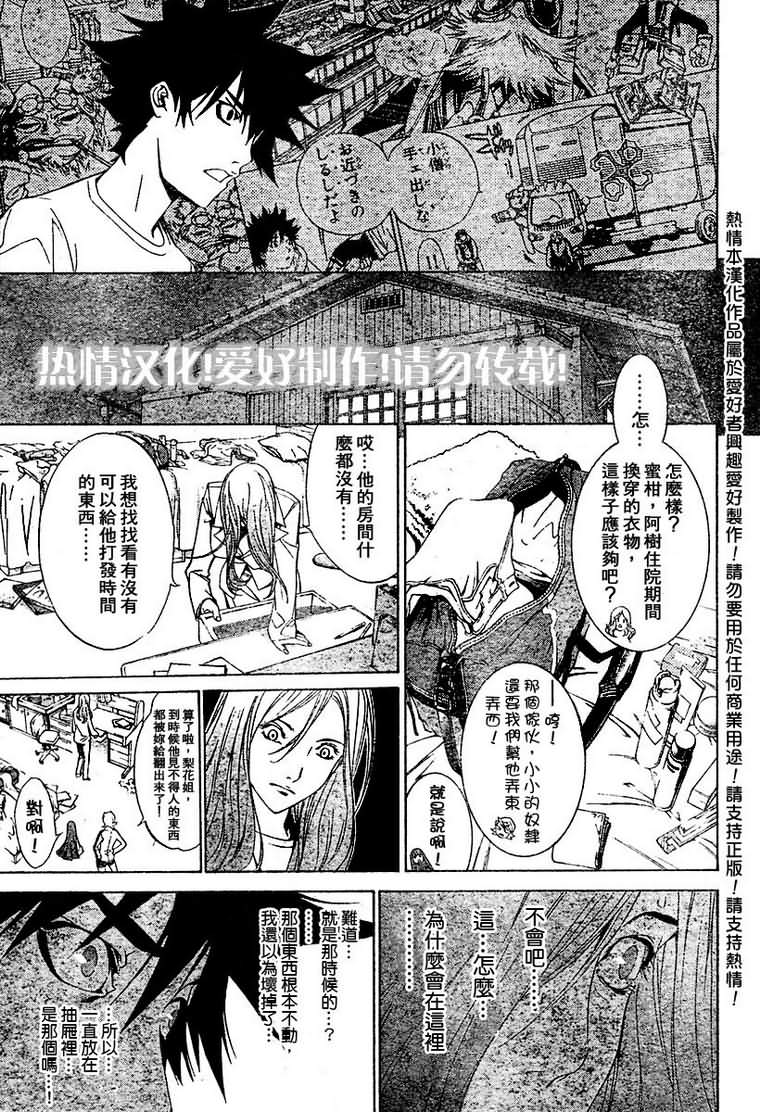 小僧
手ェ出しな
お近づきの
しるしだよ
热情汉化!爱好制作!请勿转载!
…怎…
怎麼樣？
蜜柑，阿樹住院期間
換穿的衣物，
這樣子應該夠吧？
哎…他的房間什
麼都沒有……
我想找找看有沒有
可以給他打發時間
的東西……
哼！
那個傢伙，小小的奴隸
還要我們幫他弄東
弄西！
就是說啊！
算了啦，梨花姐，
到時候他見不得人的東西
都被妳給翻出來了！
對啊！
不會吧……
這…怎麼…
為什麼會在這裡
…………
難道…
就是那時候的…？
……
那個東西根本不動，
我還以為壞掉了…
…所以…
一直放在
抽屜裡…
是那個嗎…！
熱情本漢化作品屬於愛好者興趣愛好製作！請勿要用於任何商業用途！請支持正版！請支持熱情！